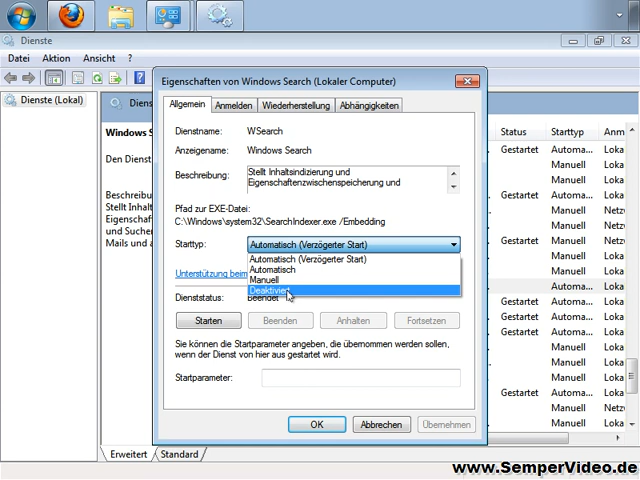 Dienste
Datei Aktion Ansicht ?
Dienste (Lokal)
Diens
Windows S
Den Dienst
Beschreibu
Stellt Inhalt
Eigenschaf
und Suchen
Mails und a
Eigenschaften von Windows Search (Lokaler Computer)
Allgemein Anmelden Wiederherstellung Abhängigkeiten
Dienstname: WSearch
Anzeigename: Windows Search
Beschreibung: Stellt Inhaltsindizierung und
Eigenschaftenzwischenspeicherung und
Pfad zur EXE-Datei:
C:\Windows\system32\SearchIndexer.exe /Embedding
Starttyp: Automatisch (Verzögerter Start)
Automatisch (Verzögerter Start)
Automatisch
Manuell
Deaktiviert
Unterstützung beim
Dienststatus: Beendet
Starten Beenden Anhalten Fortsetzen
Sie können die Startparameter angeben, die übernommen werden sollen,
wenn der Dienst von hier aus gestartet wird.
Startparameter:
OK Abbrechen Übernehmen
Status Starttyp Anm
Gestartet Automa... Loka
Manuell Loka
Gestartet Manuell Loka
Automa... Loka
Manuell Netz
Gestartet Automa... Loka
Manuell Netz
Manuell Loka
Manuell Loka
Automa... Loka
Gestartet Automa... Loka
Gestartet Automa... Loka
Gestartet Manuell Loka
Manuell Loka
Manuell Loka
Gestartet Automa... Loka
Manuell Netz
Manuell Loka
Erweitert Standard
www.SemperVideo.de